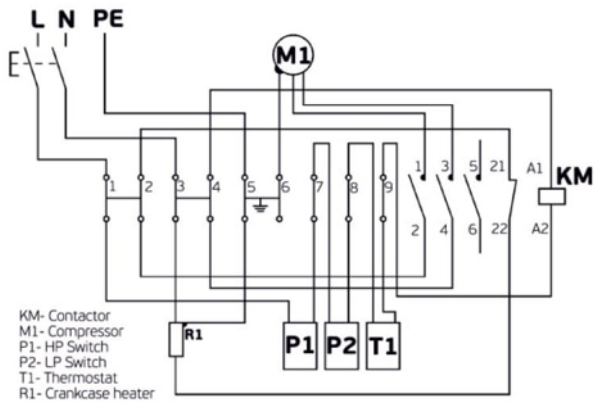 L N PE
M1
1 2 3 4 5 6 7 8 9 1 3 5 21 A1 KM
2 4 6 22 A2
KM- Contactor
M1- Compressor
P1- HP Switch
P2- LP Switch
T1- Thermostat
R1- Crankcase heater
R1
P1 P2 T1